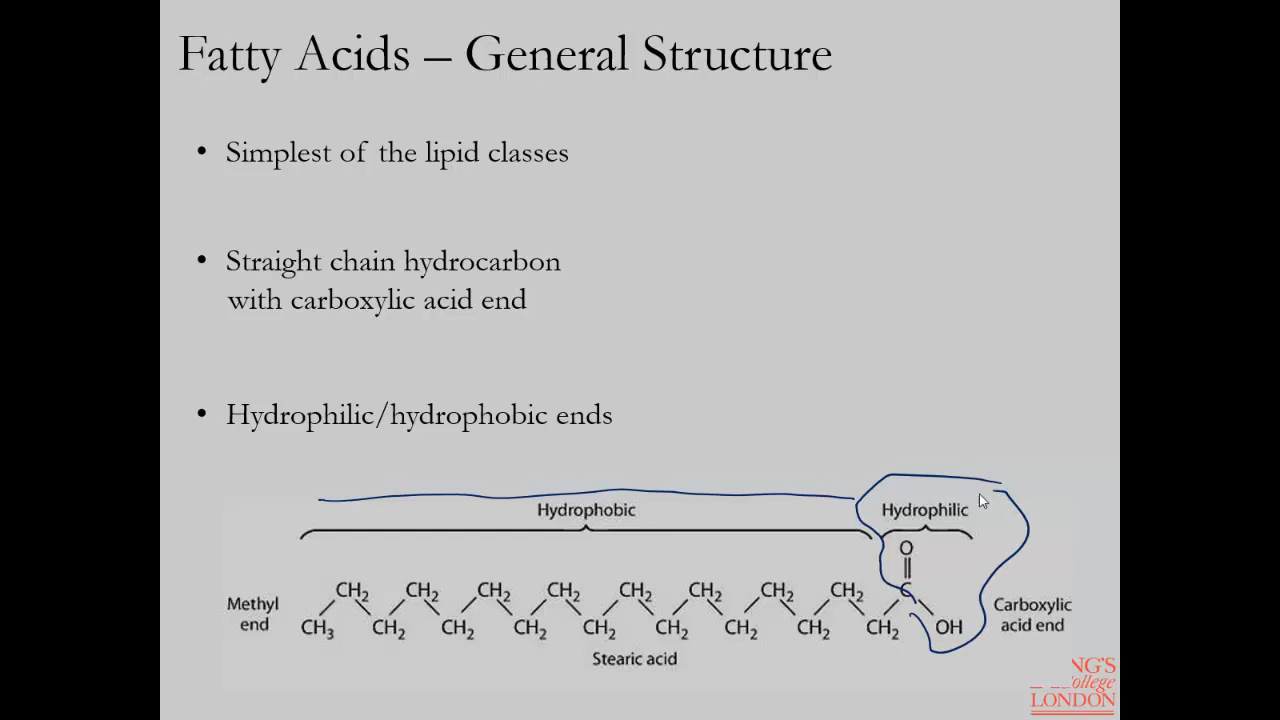 Fatty Acids – General Structure
• Simplest of the lipid classes
• Straight chain hydrocarbon
with carboxylic acid end
• Hydrophilic/hydrophobic ends
Hydrophobic Hydrophilic
O
CH₂ CH₂ CH₂ CH₂ CH₂ CH₂ CH₂ CH₂ C
Methyl
end
CH₃ CH₂ CH₂ CH₂ CH₂ CH₂ CH₂ CH₂ CH₂ OH
Carboxylic
acid end
Stearic acid
NG'S
ollege
LONDON